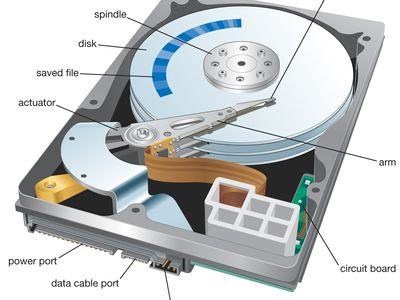 spindle
disk
saved file
actuator
arm
power port
circuit board
data cable port